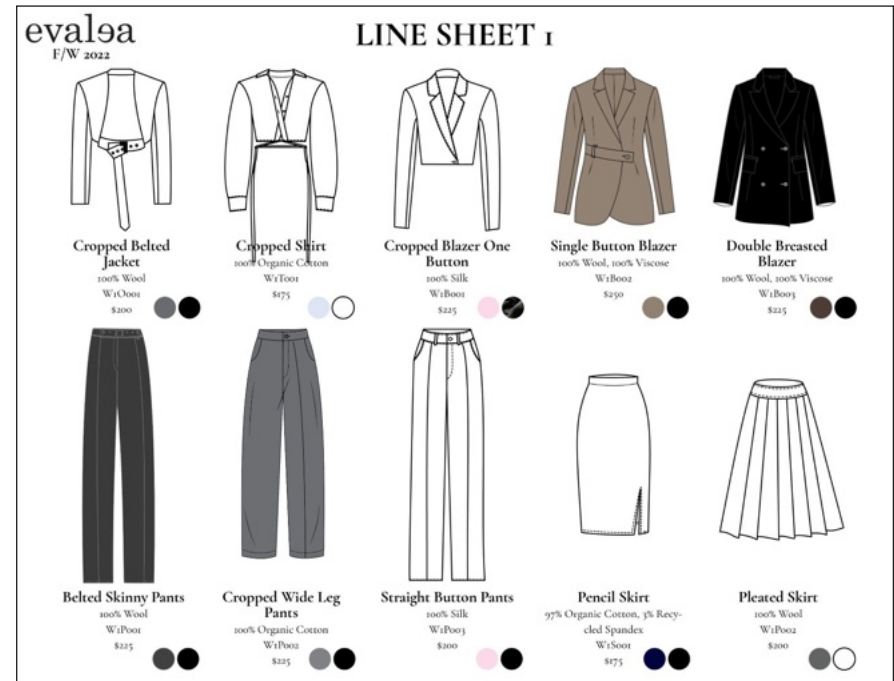 evalea
F/W 2022
LINE SHEET 1
Cropped Belted
Jacket
100% Wool
W1O001
$200
Cropped Shirt
100% Organic Cotton
W1T001
$175
Cropped Blazer One
Button
100% Silk
W1B001
$225
Single Button Blazer
100% Wool, 100% Viscose
W1B002
$250
Double Breasted
Blazer
100% Wool, 100% Viscose
W1B003
$225
Belted Skinny Pants
100% Wool
W1P001
$225
Cropped Wide Leg
Pants
100% Organic Cotton
W1P002
$225
Straight Button Pants
100% Silk
W1P003
$200
Pencil Skirt
97% Organic Cotton, 3% Recy-
cled Spandex
W1S001
$175
Pleated Skirt
100% Wool
W1P002
$200